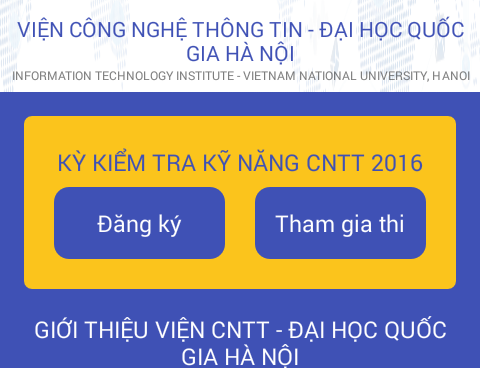 VIỆN CÔNG NGHỆ THÔNG TIN - ĐẠI HỌC QUỐC
GIA HÀ NỘI
INFORMATION TECHNOLOGY INSTITUTE - VIETNAM NATIONAL UNIVERSITY, HANOI
KỲ KIỂM TRA KỸ NĂNG CNTT 2016
Đăng ký
Tham gia thi
GIỚI THIỆU VIỆN CNTT - ĐẠI HỌC QUỐC
GIA HÀ NỘI